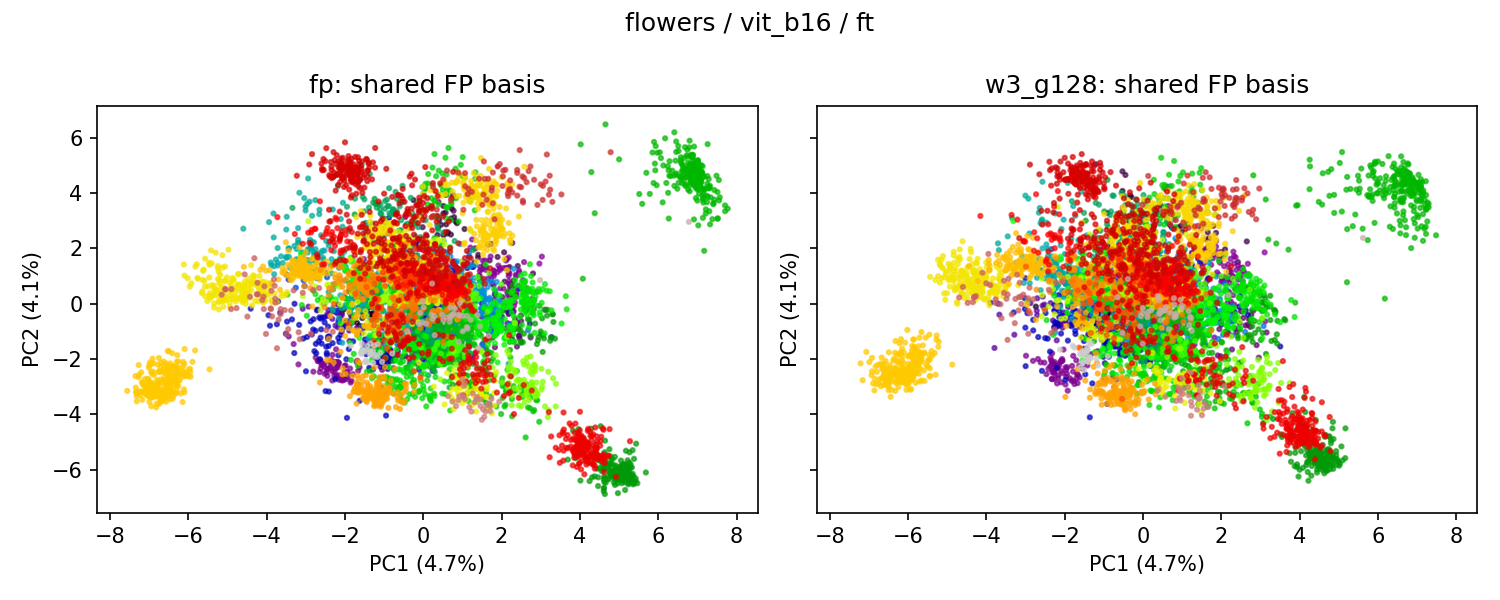 flowers / vit_b16 / ft
fp: shared FP basis
w3_g128: shared FP basis
6
4
2
0
−2
−4
−6
PC2 (4.1%)
PC2 (4.1%)
−8 −6 −4 −2 0 2 4 6 8
−8 −6 −4 −2 0 2 4 6 8
PC1 (4.7%)
PC1 (4.7%)